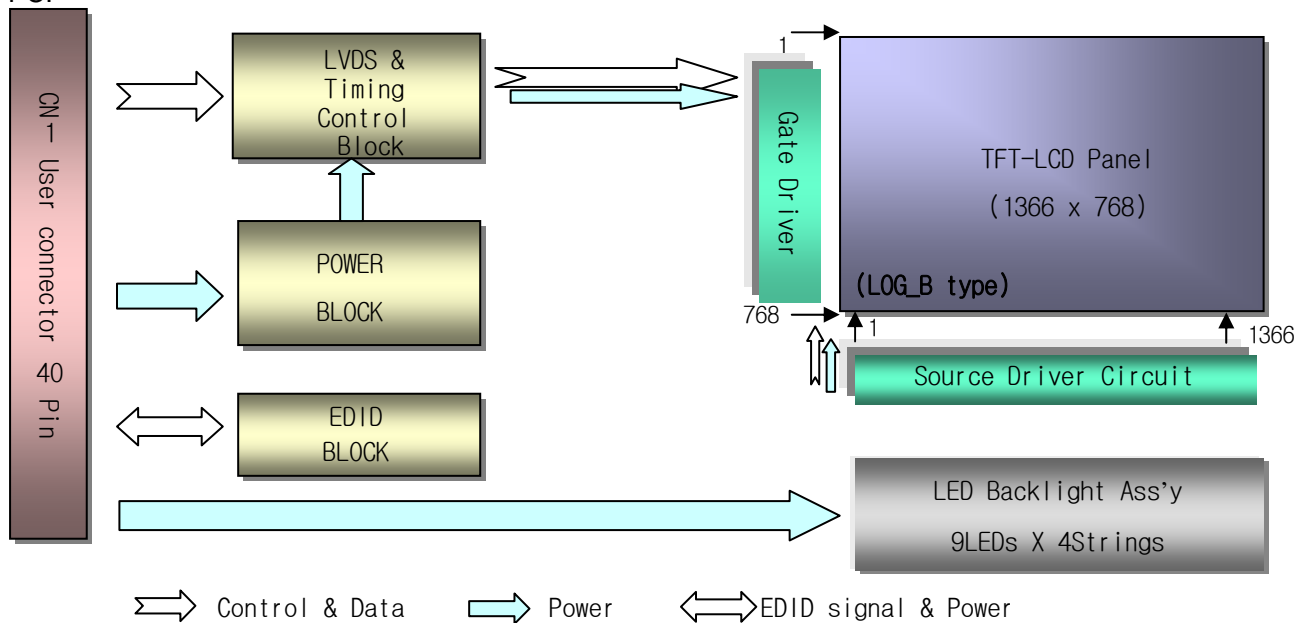 CN1 User connector 40 Pin
LVDS &
Timing
Control
Block
POWER
BLOCK
EDID
BLOCK
1
Gate Driver
768
TFT-LCD Panel
(1366 x 768)
(LOG_B type)
1
1366
Source Driver Circuit
LED Backlight Ass’y
9LEDs X 4Strings
Control & Data
Power
EDID signal & Power